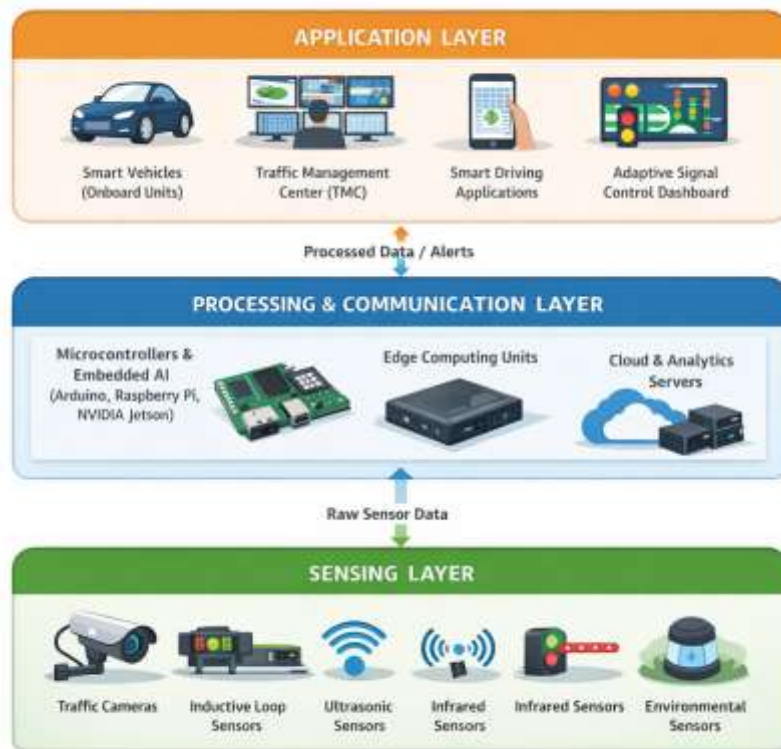 APPLICATION LAYER
Smart Vehicles
(Onboard Units)
Traffic Management
Center (TMC)
Smart Driving
Applications
Adaptive Signal
Control Dashboard
Processed Data / Alerts
PROCESSING & COMMUNICATION LAYER
Microcontrollers &
Embedded AI
(Arduino, Raspberry Pi,
NVIDIA Jetson)
Edge Computing Units
Cloud & Analytics
Servers
Raw Sensor Data
SENSING LAYER
Traffic Cameras
Inductive Loop
Sensors
Ultrasonic
Sensors
Infrared
Sensors
Infrared Sensors
Environmental
Sensors